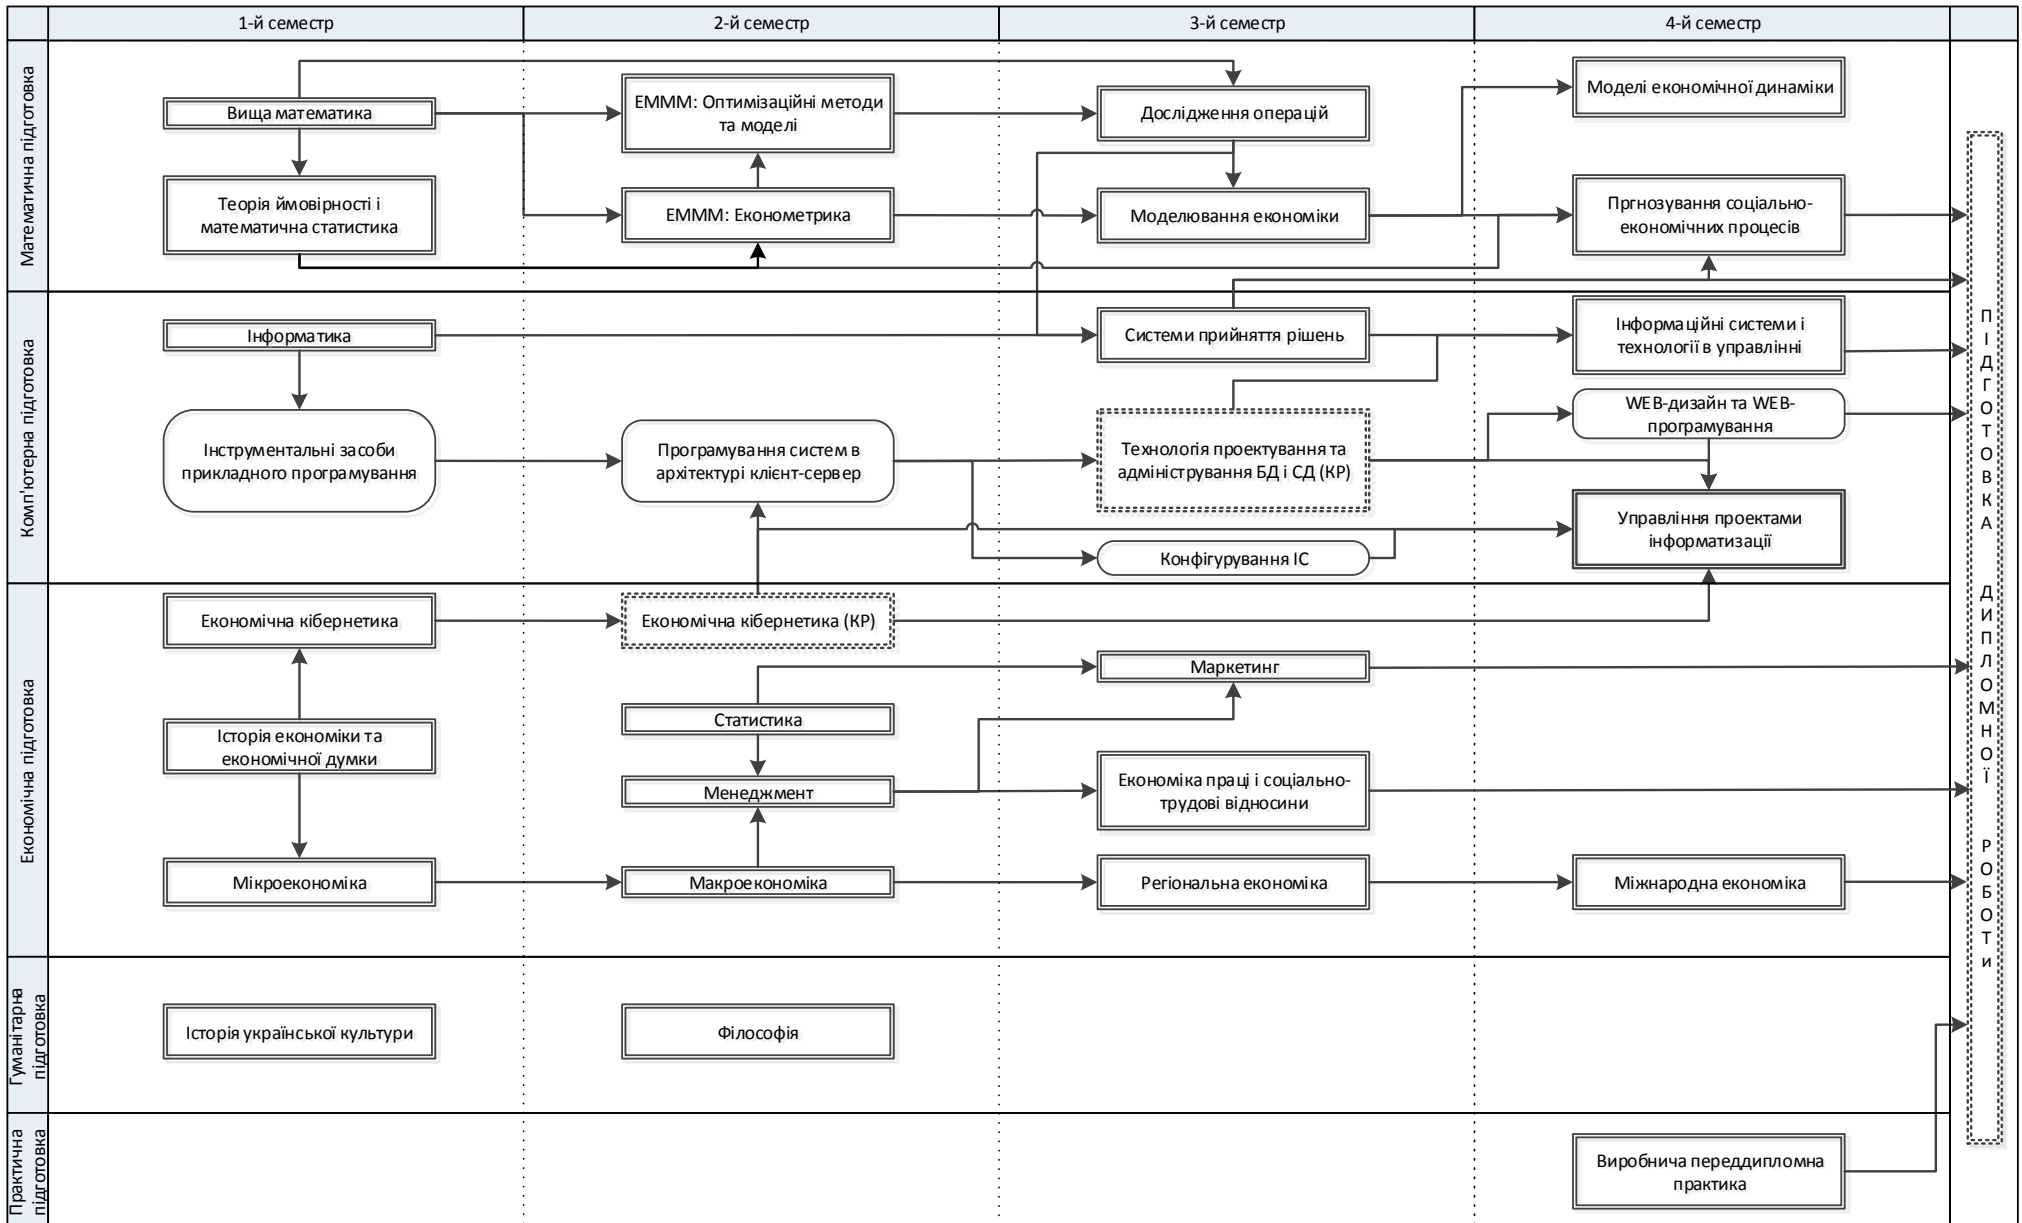 1-й семестр
2-й семестр
3-й семестр
4-й семестр
Математична підготовка
Вища математика
Теорія ймовірності і
математична статистика
ЕМММ: Оптимізаційні методи
та моделі
ЕМММ: Економетрика
Дослідження операцій
Моделювання економіки
Моделі економічної динаміки
Пргнозування соціально-
економічних процесів
Комп'ютерна підготовка
Інформатика
Інструментальні засоби
прикладного програмування
Програмування систем в
архітектурі клієнт-сервер
Системи прийняття рішень
Технологія проектування та
адміністрування БД і СД (КР)
Конфігурування ІС
Інформаційні системи і
технології в управлінні
WEB-дизайн та WEB-
програмування
Управління проектами
інформатизації
Економічна підготовка
Економічна кібернетика
Історія економіки та
економічної думки
Мікроекономіка
Економічна кібернетика (КР)
Статистика
Менеджмент
Макроекономіка
Маркетинг
Економіка праці і соціально-
трудові відносини
Регіональна економіка
Міжнародна економіка
Гуманітарна
підготовка
Історія української культури
Філософія
Практична
підготовка
Виробнича переддипломна
практика
ПІДГОТОВКА ДИПЛОМНОЇ РОБОТи